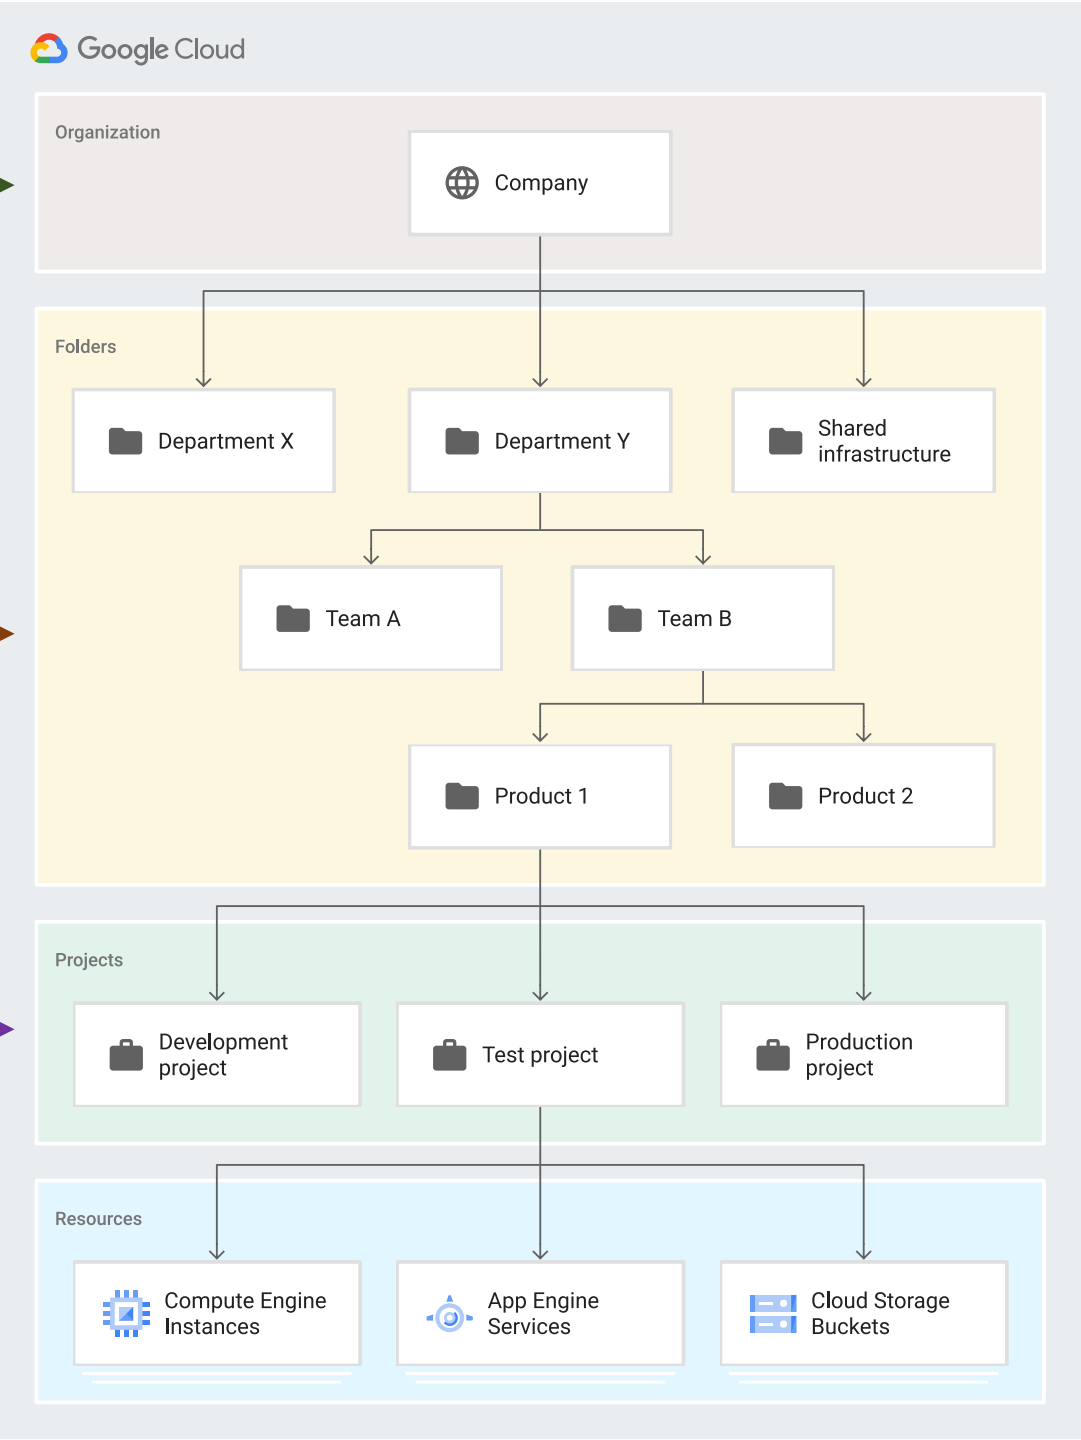 Google Cloud
Organization
Company
Folders
Department X
Department Y
Shared
infrastructure
Team A
Team B
Product 1
Product 2
Projects
Development
project
Test project
Production
project
Resources
Compute Engine
Instances
App Engine
Services
Cloud Storage
Buckets